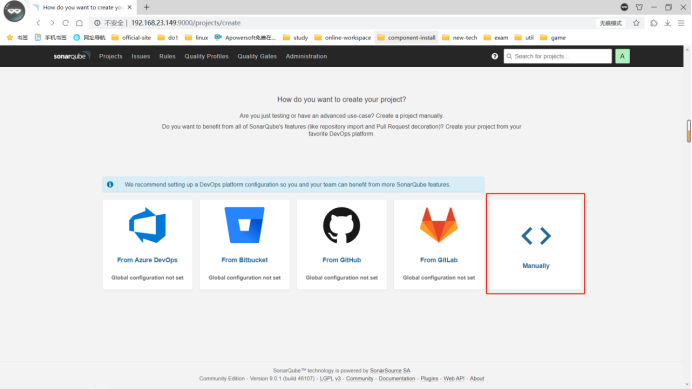 How do you want to create yo
不安全 | 192.168.23.149:9000/projects/create
无痕模式
书签 手机书签 网址导航 official-site do1 linux Apowersoft免费在... study online-workspace component-install new-tech exam util game
sonarqube Projects Issues Rules Quality Profiles Quality Gates Administration Search for projects... A
How do you want to create your project?
Are you just testing or have an advanced use-case? Create a project manually.
Do you want to benefit from all of SonarQube's features (like repository import and Pull Request decoration)? Create your project from your
favorite DevOps platform.
We recommend setting up a DevOps platform configuration so you and your team can benefit from more SonarQube features.
From Azure DevOps From Bitbucket From GitHub From GitLab Manually
Global configuration not set Global configuration not set Global configuration not set Global configuration not set
SonarQube™ technology is powered by SonarSource SA
Community Edition - Version 9.0.1 (build 46107) - LGPL v3 - Community - Documentation - Plugins - Web API - About